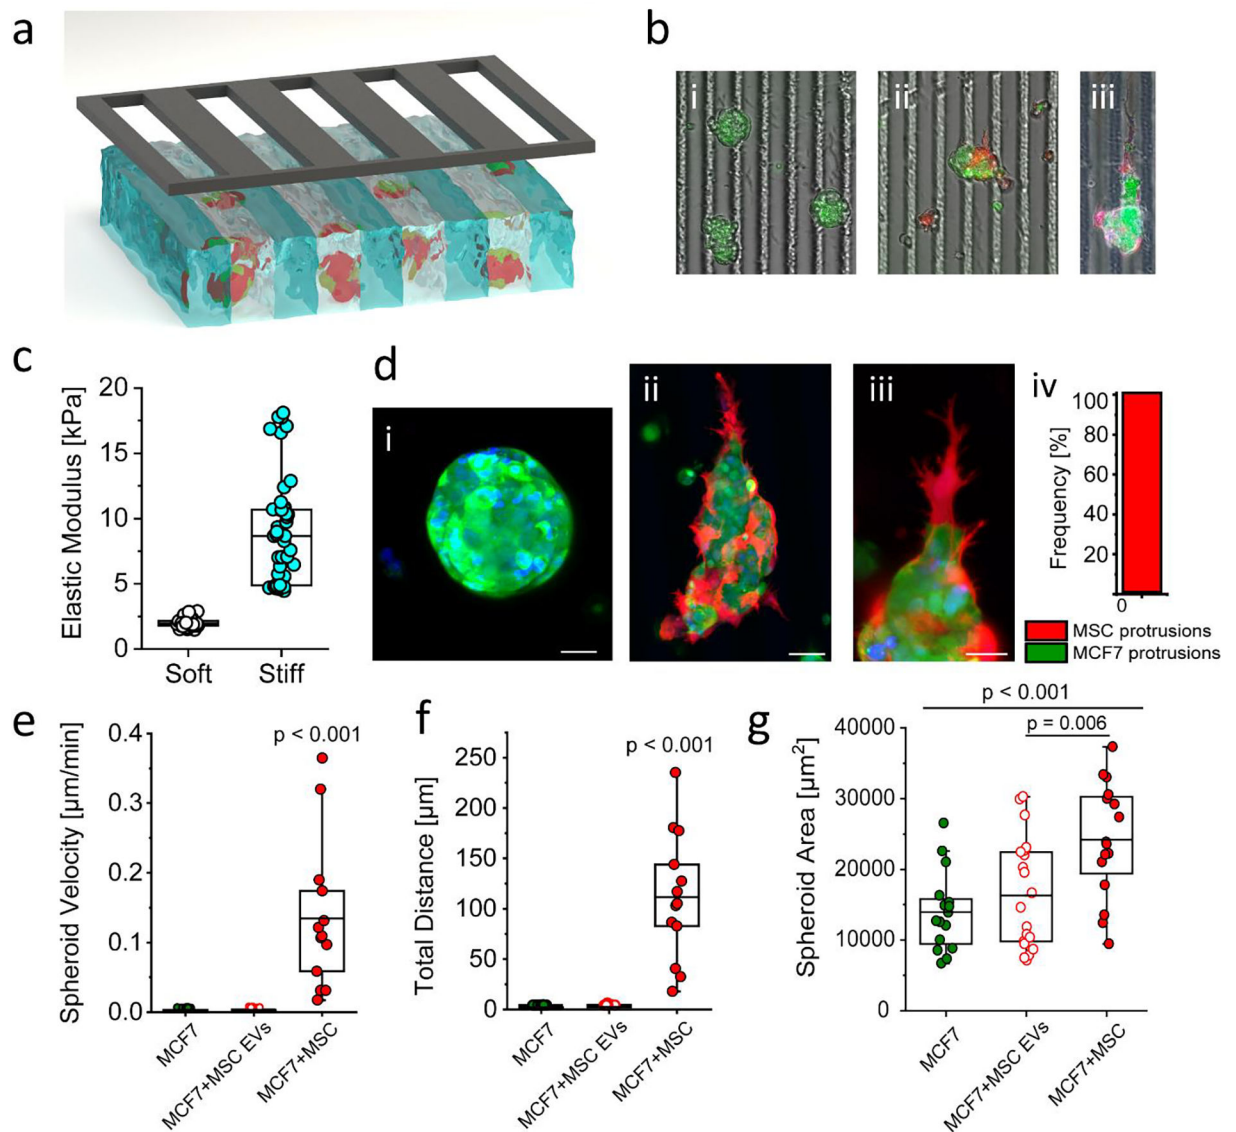 a
b
i
ii
iii
c
Elastic Modulus [kPa]
20
15
10
5
0
Soft
Stiff
d
i
ii
iii
iv
Frequency [%]
100
80
60
40
20
0
MSC protrusions
MCF7 protrusions
e
Spheroid Velocity [µm/min]
0.4
0.3
0.2
0.1
0.0
p < 0.001
MCF7
MCF7+MSC EVs
MCF7+MSC
f
Total Distance [µm]
250
200
150
100
50
0
p < 0.001
MCF7
MCF7+MSC EVs
MCF7+MSC
g
Spheroid Area [µm²]
40000
30000
20000
10000
0
p < 0.001
p = 0.006
MCF7
MCF7+MSC EVs
MCF7+MSC